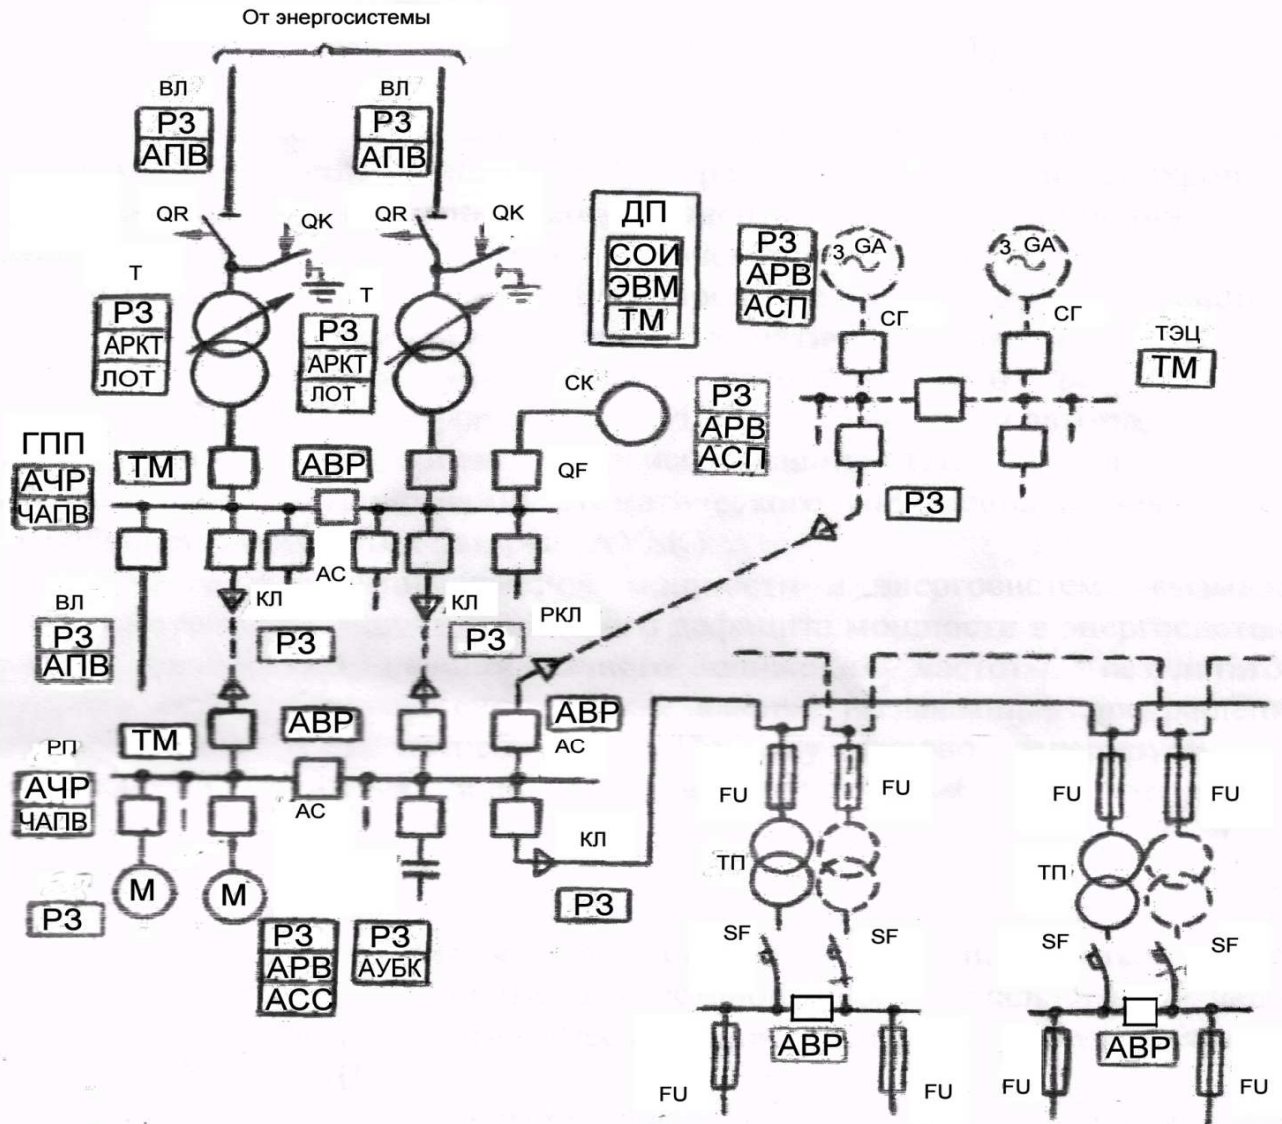 От энергосистемы
ВЛ
РЗ
АПВ
ВЛ
РЗ
АПВ
QR
QK
QR
QK
Т
РЗ
АРКТ
ЛОТ
Т
РЗ
АРКТ
ЛОТ
ДП
СОИ
ЭВМ
ТМ
РЗ
АРВ
АСП
3 GA
3 GA
СГ
СГ
ТЭЦ
ТМ
СК
РЗ
АРВ
АСП
ГПП
АЧР
ЧАПВ
ТМ
АВР
QF
РЗ
АС
ВЛ
РЗ
АПВ
КЛ
РЗ
КЛ
РЗ
РКЛ
РП
ТМ
АВР
АВР
АС
АЧР
ЧАПВ
АС
КЛ
FU
FU
FU
FU
ТП
ТП
М
М
РЗ
РЗ
АРВ
АСС
РЗ
АУБК
РЗ
SF
SF
SF
SF
АВР
АВР
FU
FU
FU
FU